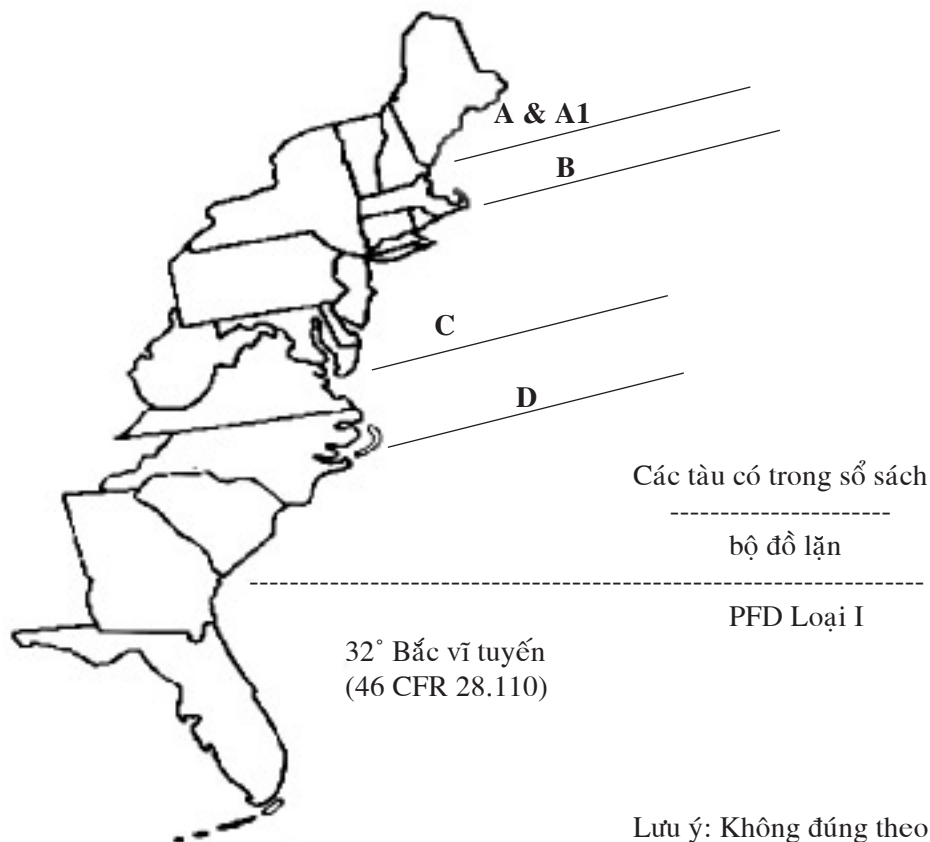 A & A1
B
C
D
Các tàu có trong sổ sách
----------------------
bộ đồ lặn
PFD Loại I
32° Bắc vĩ tuyến
(46 CFR 28.110)
Lưu ý: Không đúng theo